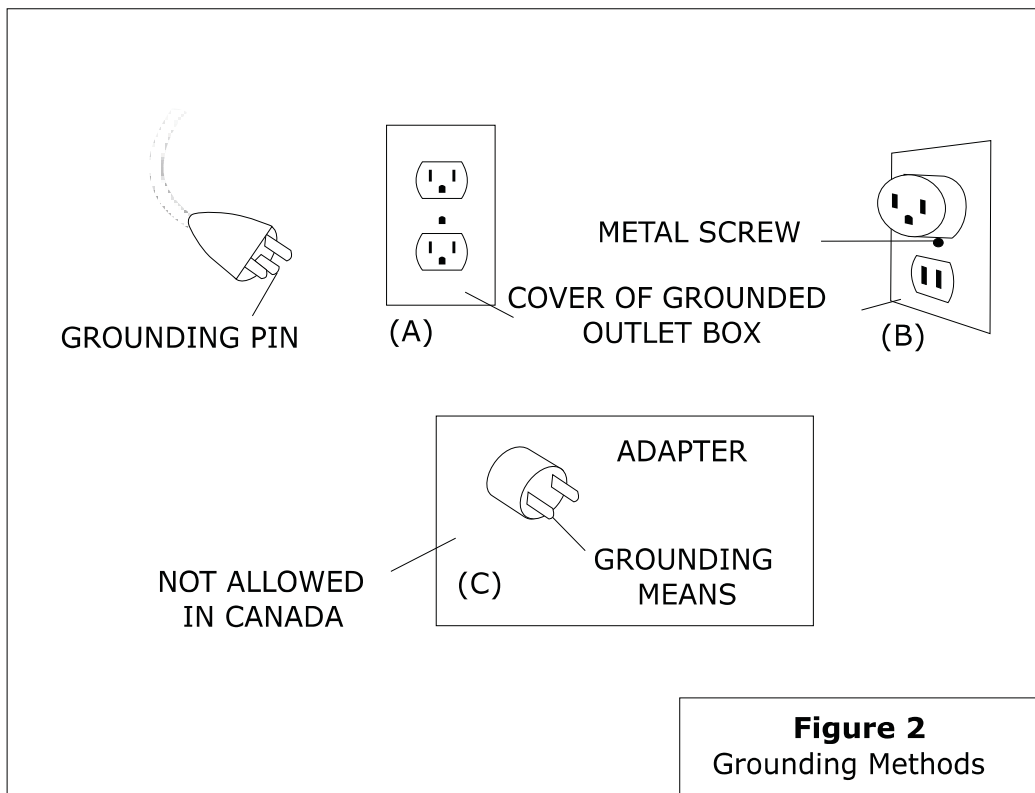 GROUNDING PIN
(A)
METAL SCREW
COVER OF GROUNDED
OUTLET BOX
(B)
ADAPTER
GROUNDING
MEANS
(C)
NOT ALLOWED
IN CANADA
Figure 2
Grounding Methods